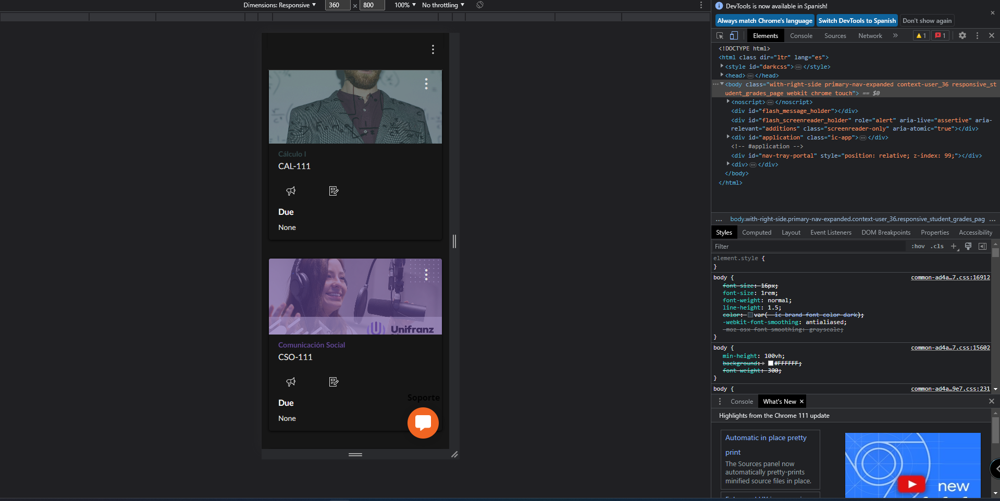 Dimensions: Responsive ▼ 360 × 800 100% ▼ No throttling ▼
DevTools is now available in Spanish!
Always match Chrome's language Switch DevTools to Spanish Don't show again
Elements Console Sources Network » 1 1
<!DOCTYPE html>
<html class dir="ltr" lang="es">
<style id="darkcss">…</style>
<head>…</head>
<body class="with-right-side primary-nav-expanded context-user_36 responsive_st
udent_grades_page webkit chrome touch"> == $0
<noscript>…</noscript>
<div id="flash_message_holder"></div>
<div id="flash_screenreader_holder" role="alert" aria-live="assertive" aria-
relevant="additions" class="screenreader-only" aria-atomic="true"></div>
<div id="application" class="ic-app">…</div>
<!-- #application -->
<div id="nav-tray-portal" style="position: relative; z-index: 99;"></div>
<div>…</div>
</body>
</html>
... body.with-right-side.primary-nav-expanded.context-user_36.responsive_student_grades_pag ...
Styles Computed Layout Event Listeners DOM Breakpoints Properties Accessibility
Filter :hov .cls +
element.style {
}
body { common-ad4a…7.css:16912
font-size: 16px;
font-size: 1rem;
font-weight: normal;
line-height: 1.5;
color: var(--ic-brand-font-color-dark);
-webkit-font-smoothing: antialiased;
-moz-osx-font-smoothing: grayscale;
}
body { common-ad4a…7.css:15602
min-height: 100vh;
background: #FFFFFF;
font-weight: 300;
}
body { common-ad4a…9e7.css:231
Console What's New ×
Highlights from the Chrome 111 update
Automatic in place pretty
print
The Sources panel now
automatically pretty-prints
minified source files in place.
new
Cálculo I
CAL-111
Due
None
Unifranz
Comunicación Social
CSO-111
Due
None
Soporte